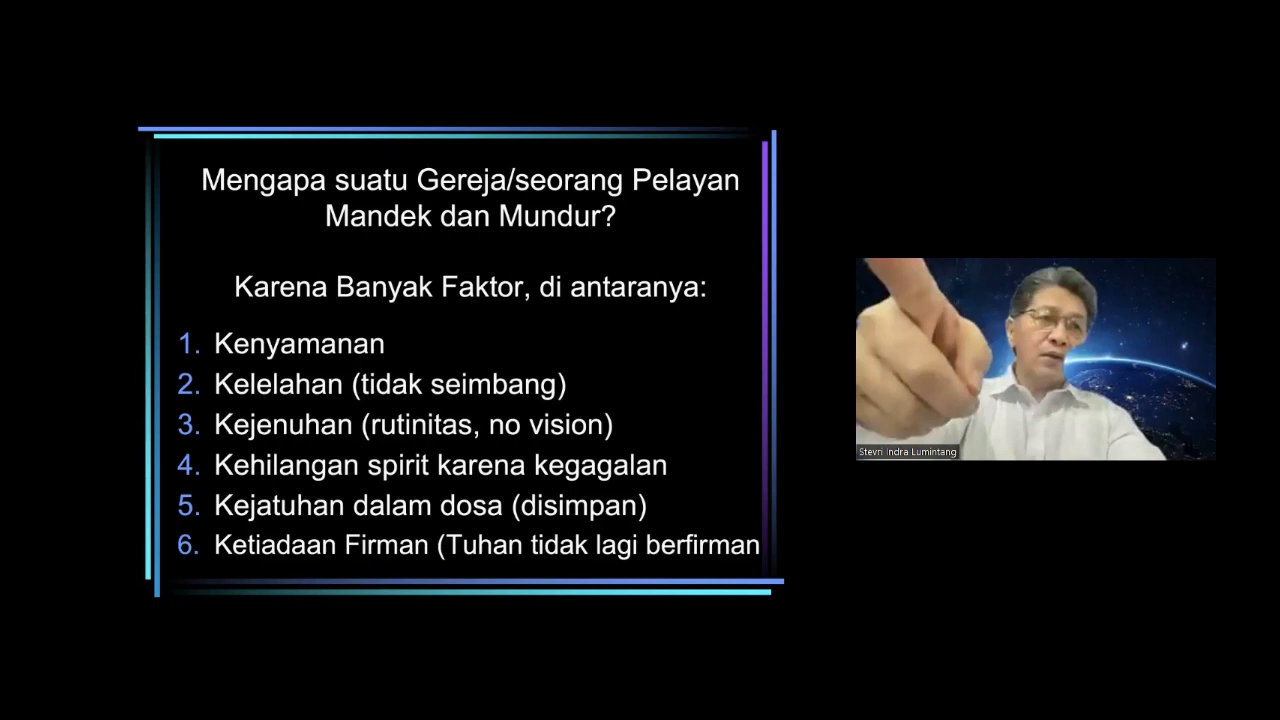 Mengapa suatu Gereja/seorang Pelayan
Mandek dan Mundur?
Karena Banyak Faktor, di antaranya:
1. Kenyamanan
2. Kelelahan (tidak seimbang)
3. Kejenuhan (rutinitas, no vision)
4. Kehilangan spirit karena kegagalan
5. Kejatuhan dalam dosa (disimpan)
6. Ketiadaan Firman (Tuhan tidak lagi berfirman
Stevri Indra Lumintang